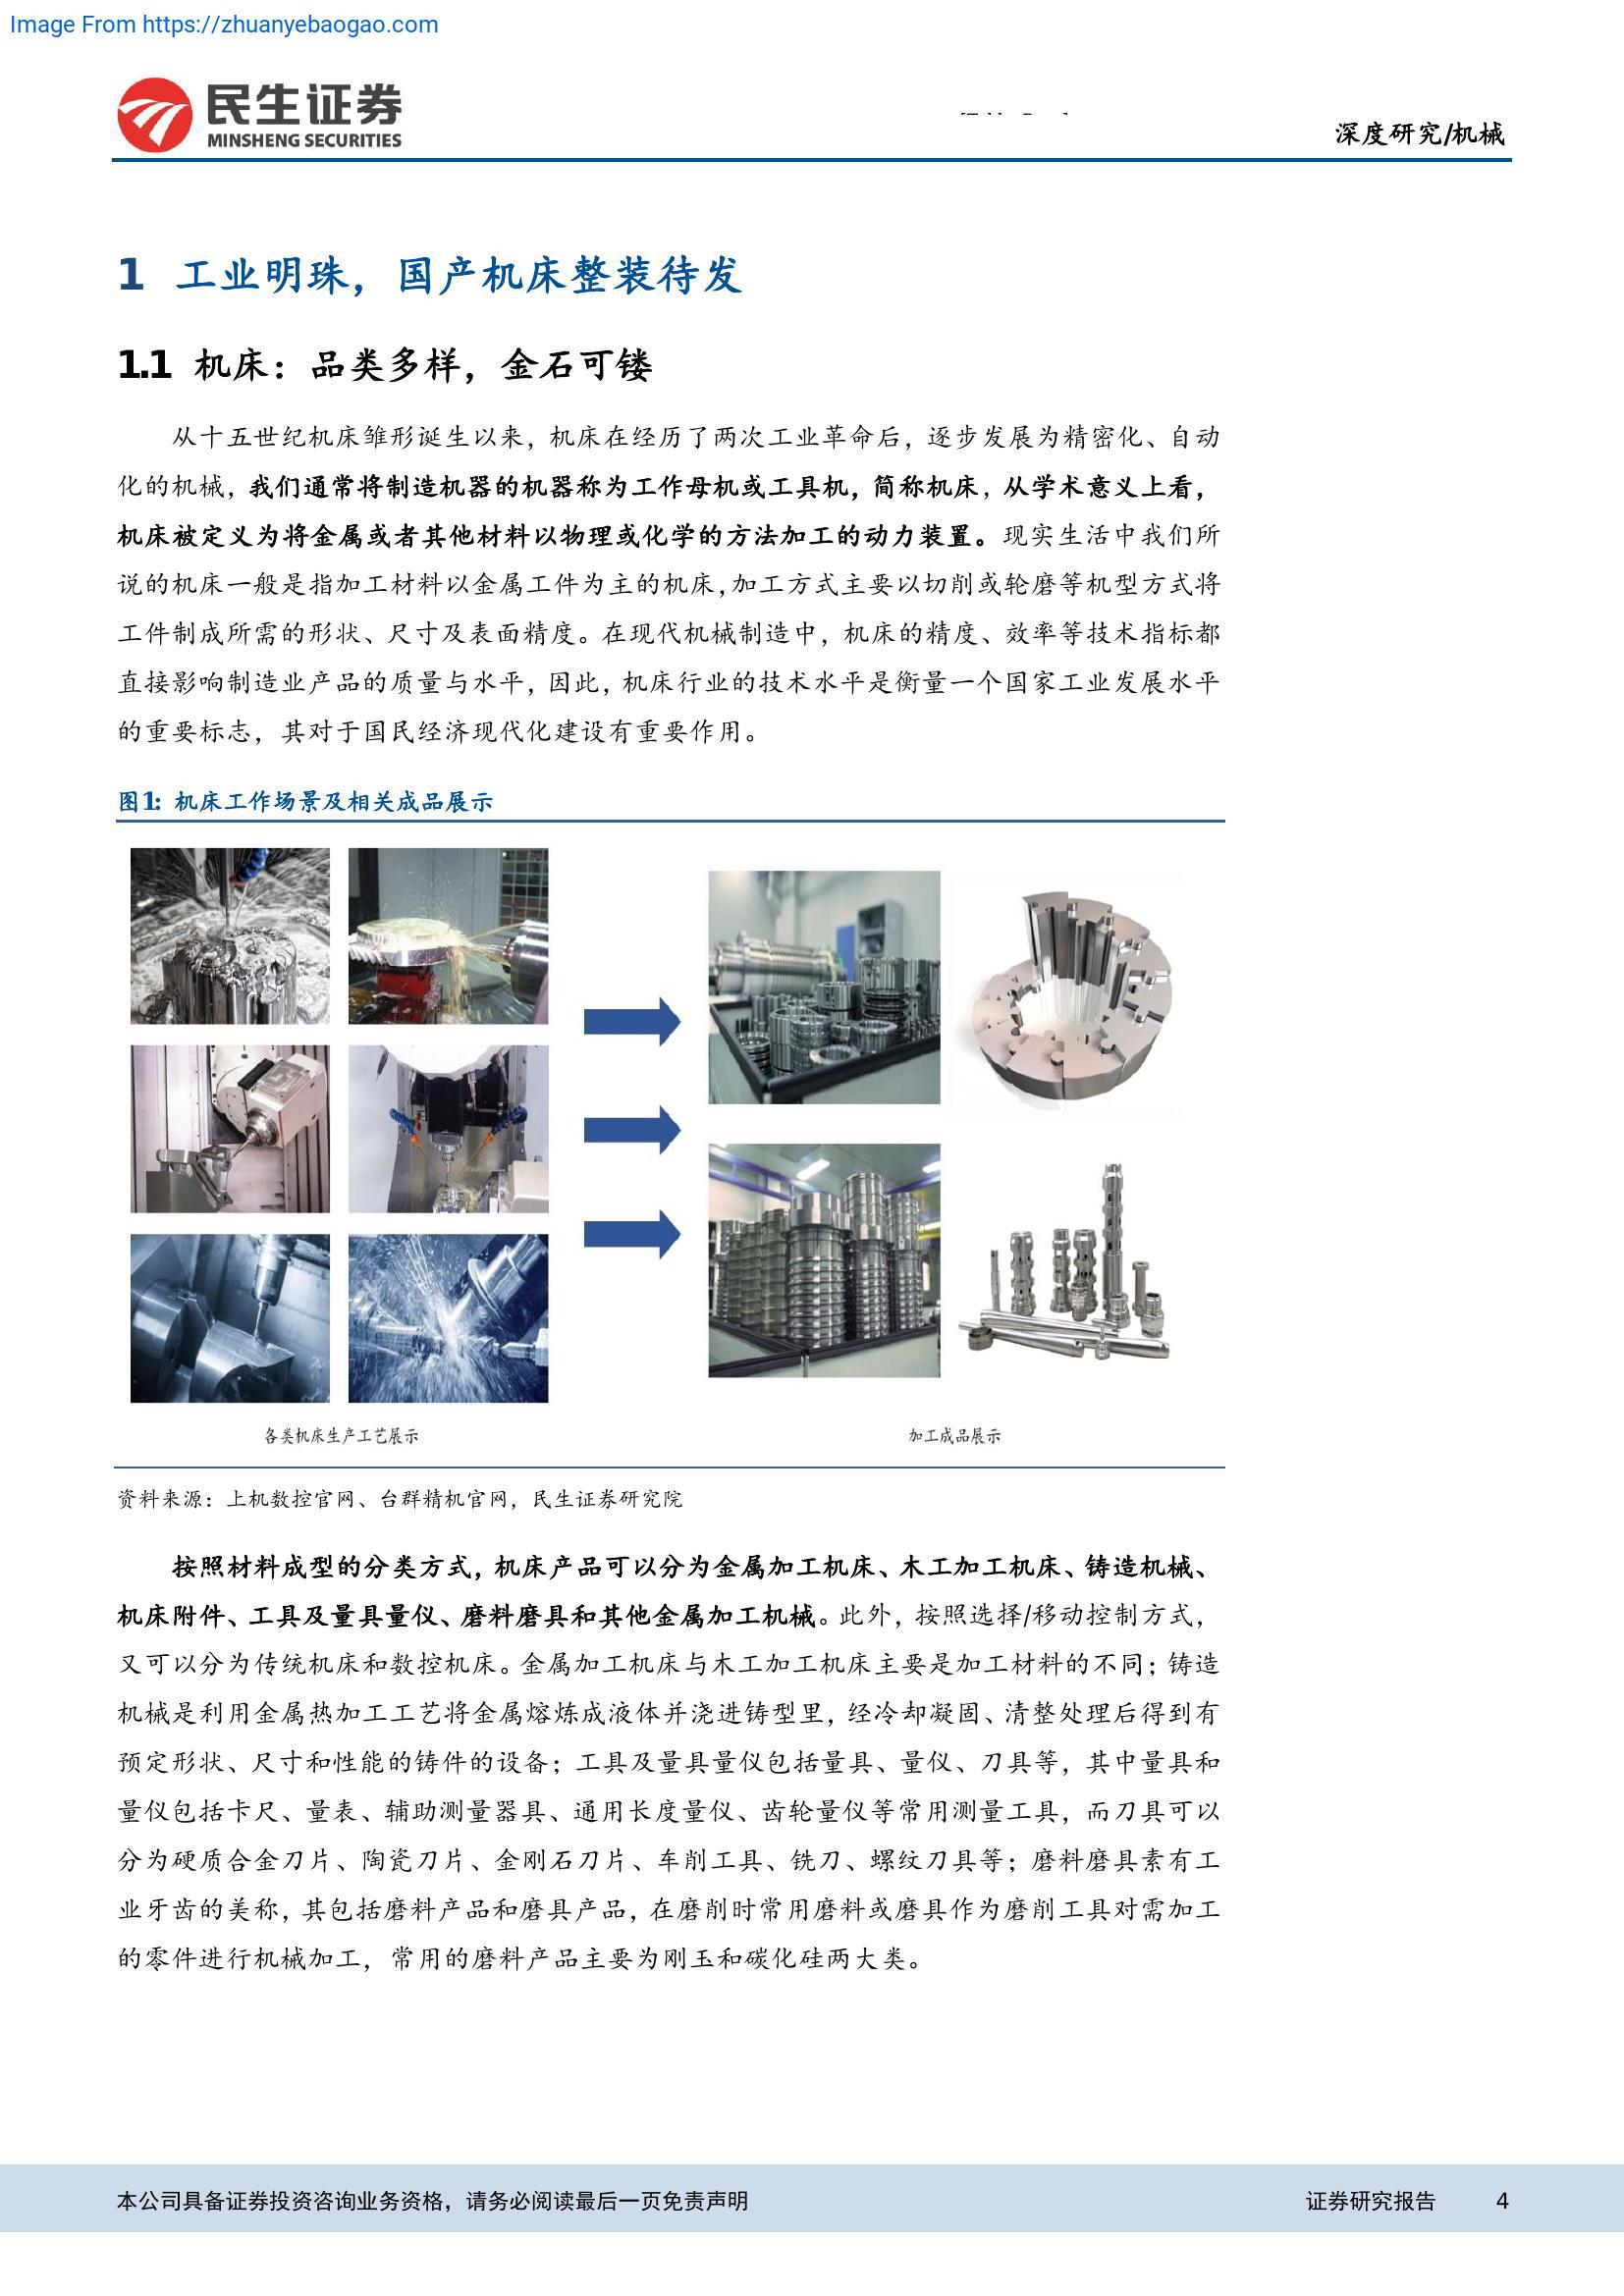 Image From https://zhuanyebaogao.com
民生证券
MINSHENG SECURITIES
深度研究/机械
1 工业明珠，国产机床整装待发
1.1 机床：品类多样，金石可镂
从十五世纪机床雏形诞生以来，机床在经历了两次工业革命后，逐步发展为精密化、自动
化的机械，我们通常将制造机器的机器称为工作母机或工具机，简称机床，从学术意义上看，
机床被定义为将金属或者其他材料以物理或化学的方法加工的动力装置。现实生活中我们所
说的机床一般是指加工材料以金属工件为主的机床，加工方式主要以切削或轮磨等机型方式将
工件制成所需的形状、尺寸及表面精度。在现代机械制造中，机床的精度、效率等技术指标都
直接影响制造业产品的质量与水平，因此，机床行业的技术水平是衡量一个国家工业发展水平
的重要标志，其对于国民经济现代化建设有重要作用。
图1：机床工作场景及相关成品展示
各类机床生产工艺展示
加工成品展示
资料来源：上机数控官网、台群精机官网，民生证券研究院
按照材料成型的分类方式，机床产品可以分为金属加工机床、木工加工机床、铸造机械、
机床附件、工具及量具量仪、磨料磨具和其他金属加工机械。此外，按照选择/移动控制方式，
又可以分为传统机床和数控机床。金属加工机床与木工加工机床主要是加工材料的不同；铸造
机械是利用金属热加工工艺将金属熔炼成液体并浇进铸型里，经冷却凝固、清整处理后得到有
预定形状、尺寸和性能的铸件的设备；工具及量具量仪包括量具、量仪、刀具等，其中量具和
量仪包括卡尺、量表、辅助测量器具、通用长度量仪、齿轮量仪等常用测量工具，而刀具可以
分为硬质合金刀片、陶瓷刀片、金刚石刀片、车削工具、铣刀、螺纹刀具等；磨料磨具素有工
业牙齿的美称，其包括磨料产品和磨具产品，在磨削时常用磨料或磨具作为磨削工具对需加工
的零件进行机械加工，常用的磨料产品主要为刚玉和碳化硅两大类。
本公司具备证券投资咨询业务资格，请务必阅读最后一页免责声明
证券研究报告 4